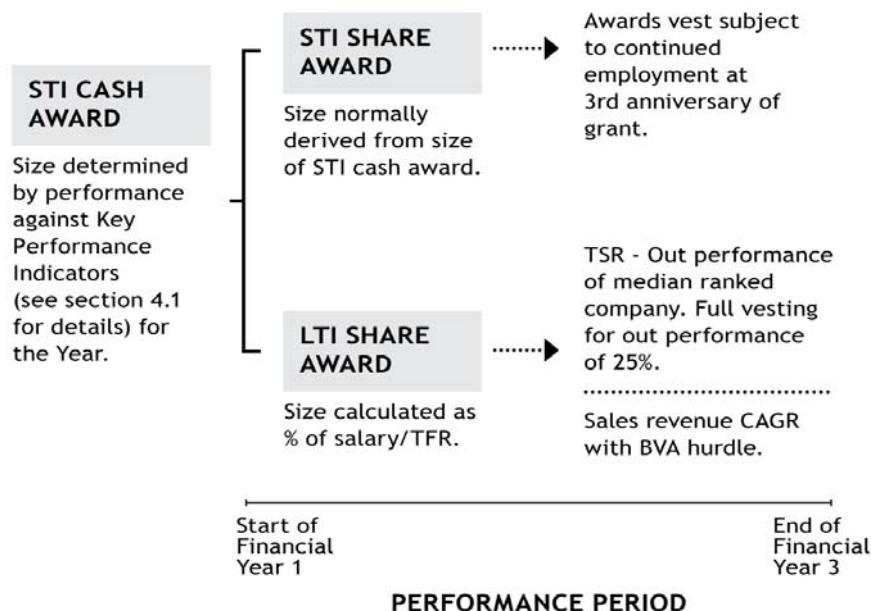 STI CASH
AWARD
Size determined
by performance
against Key
Performance
Indicators
(see section 4.1
for details) for
the Year.
STI SHARE
AWARD
Size normally
derived from size
of STI cash award.
Awards vest subject
to continued
employment at
3rd anniversary of
grant.
LTI SHARE
AWARD
Size calculated as
% of salary/TFR.
TSR - Out performance
of median ranked
company. Full vesting
for out performance
of 25%.
Sales revenue CAGR
with BVA hurdle.
Start of
Financial
Year 1
End of
Financial
Year 3
PERFORMANCE PERIOD